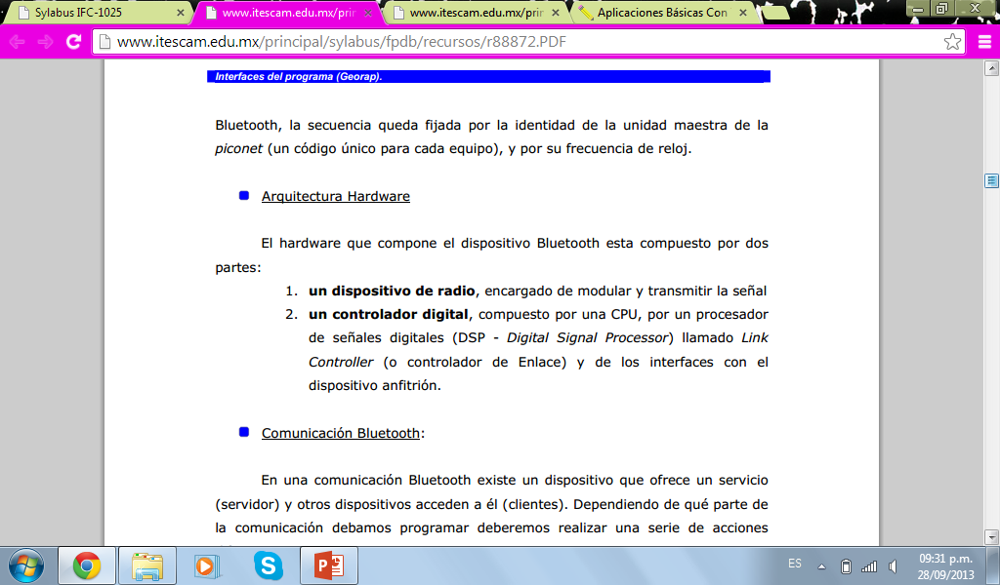 Sylabus IFC-1025
www.itescam.edu.mx/prin
www.itescam.edu.mx/prin
Aplicaciones Básicas Con
www.itescam.edu.mx/principal/sylabus/fpdb/recursos/r88872.PDF
Interfaces del programa (Georap).
Bluetooth, la secuencia queda fijada por la identidad de la unidad maestra de la
piconet (un código único para cada equipo), y por su frecuencia de reloj.
Arquitectura Hardware
El hardware que compone el dispositivo Bluetooth esta compuesto por dos
partes:
1. un dispositivo de radio, encargado de modular y transmitir la señal
2. un controlador digital, compuesto por una CPU, por un procesador
de señales digitales (DSP - Digital Signal Processor) llamado Link
Controller (o controlador de Enlace) y de los interfaces con el
dispositivo anfitrión.
Comunicación Bluetooth:
En una comunicación Bluetooth existe un dispositivo que ofrece un servicio
(servidor) y otros dispositivos acceden a él (clientes). Dependiendo de qué parte de
la comunicación debamos programar deberemos realizar una serie de acciones
ES
09:31 p.m.
28/09/2013